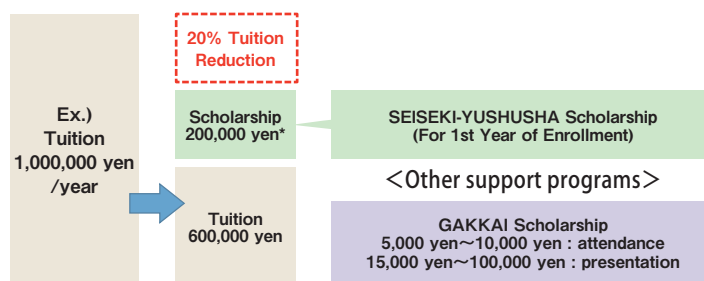 Ex.)
Tuition
1,000,000 yen
/year
20% Tuition
Reduction
Scholarship
200,000 yen*
Tuition
600,000 yen
SEISEKI-YUSHUSHA Scholarship
(For 1st Year of Enrollment)
＜Other support programs＞
GAKKAI Scholarship
5,000 yen～10,000 yen : attendance
15,000 yen～100,000 yen : presentation